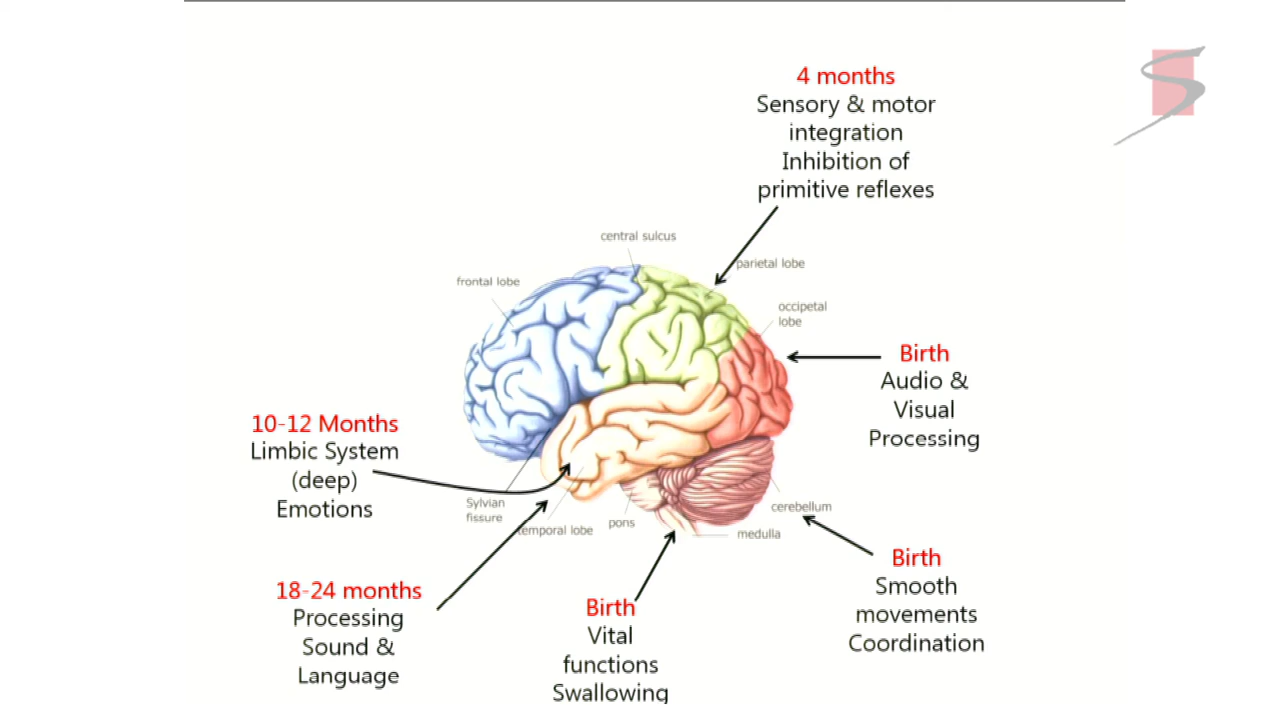 4 months
Sensory & motor
integration
Inhibition of
primitive reflexes
central sulcus
parietal lobe
frontal lobe
occipetal
lobe
Birth
Audio &
Visual
Processing
10-12 Months
Limbic System
(deep)
Emotions
Sylvian
fissure
temporal lobe
pons
medulla
cerebellum
Birth
Smooth
movements
Coordination
18-24 months
Processing
Sound &
Language
Birth
Vital
functions
Swallowing